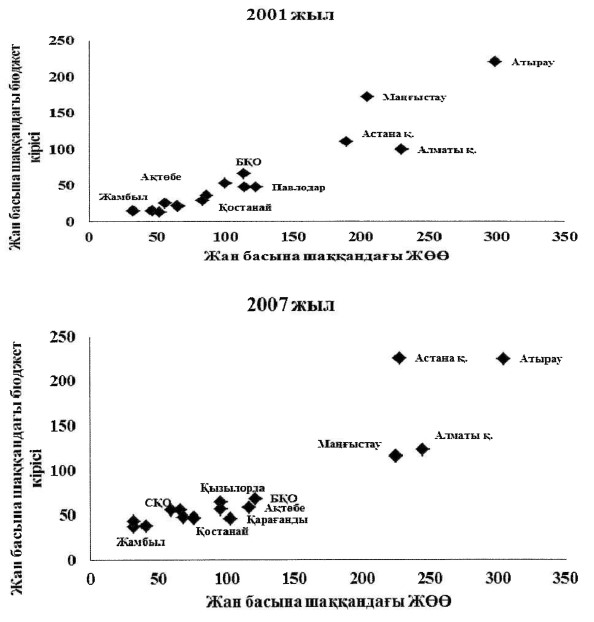 2001 жыл
Жан басына шаққандағы бюджет
кірісі
250
200
150
100
50
0
Атырау
Маңғыстау
Астана қ.
Алматы қ.
БҚО
Ақтөбе
Павлодар
Жамбыл
Қостанай
0 50 100 150 200 250 300 350
Жан басына шаққандағы ЖӨӨ
2007 жыл
Жан басына шаққандағы бюджет
кірісі
250
200
150
100
50
0
Астана қ. Атырау
Маңғыстау Алматы қ.
Қызылорда
СҚО БҚО
Ақтөбе
Қарағанды
Қостанай
Жамбыл
0 50 100 150 200 250 300 350
Жан басына шаққандағы ЖӨӨ